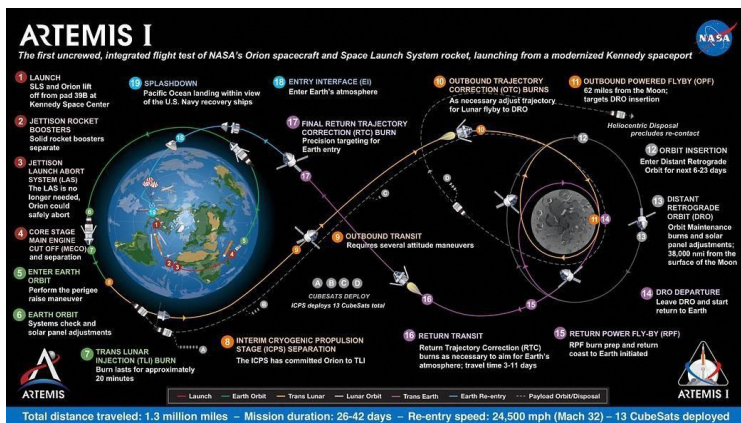 ARTEMIS I
NASA
The first uncrewed, integrated flight test of NASA's Orion spacecraft and Space Launch System rocket, launching from a modernized Kennedy spaceport
1 LAUNCH
SLS and Orion lift
off from pad 39B at
Kennedy Space Center
2 JETTISON ROCKET
BOOSTERS
Solid rocket boosters
separate
3 JETTISON
LAUNCH ABORT
SYSTEM (LAS)
The LAS is no
longer needed,
Orion could
safely abort
4 CORE STAGE
MAIN ENGINE
CUT OFF (MECO)
and separation
5 ENTER EARTH
ORBIT
Perform the perigee
raise maneuver
6 EARTH ORBIT
Systems check and
solar panel adjustments
7 TRANS LUNAR
INJECTION (TLI) BURN
Burn lasts for approximately
20 minutes
8 INTERIM CRYOGENIC PROPULSION
STAGE (ICPS) SEPARATION
The ICPS has committed Orion to TLI
9 OUTBOUND TRANSIT
Requires several attitude maneuvers
A B C D
CUBESATS DEPLOY
ICPS deploys 13 CubeSats total
10 OUTBOUND TRAJECTORY
CORRECTION (OTC) BURNS
As necessary adjust trajectory
for Lunar flyby to DRO
11 OUTBOUND POWERED FLYBY (OPF)
62 miles from the Moon;
targets DRO insertion
Heliocentric Disposal
precludes re-contact
12 ORBIT INSERTION
Enter Distant Retrograde
Orbit for next 6-23 days
13 DISTANT
RETROGRADE
ORBIT (DRO)
Orbit Maintenance
burns and solar
panel adjustments;
38,000 nmi from the
surface of the Moon
14 DRO DEPARTURE
Leave DRO and start
return to Earth
15 RETURN POWER FLY-BY (RPF)
RPF burn prep and return
coast to Earth initiated
16 RETURN TRANSIT
Return Trajectory Correction (RTC)
burns as necessary to aim for Earth's
atmosphere; travel time 3-11 days
17 FINAL RETURN TRAJECTORY
CORRECTION (RTC) BURN
Precision targeting for
Earth entry
18 ENTRY INTERFACE (EI)
Enter Earth's atmosphere
19 SPLASHDOWN
Pacific Ocean landing within
view of the U.S. Navy recovery ships
ARTEMIS
ARTEMIS I
Launch Earth Orbit Trans Lunar Lunar Orbit Trans Earth Earth Re-entry Payload Orbit/Disposal
Total distance traveled: 1.3 million miles – Mission duration: 26-42 days – Re-entry speed: 24,500 mph (Mach 32) – 13 CubeSats deployed